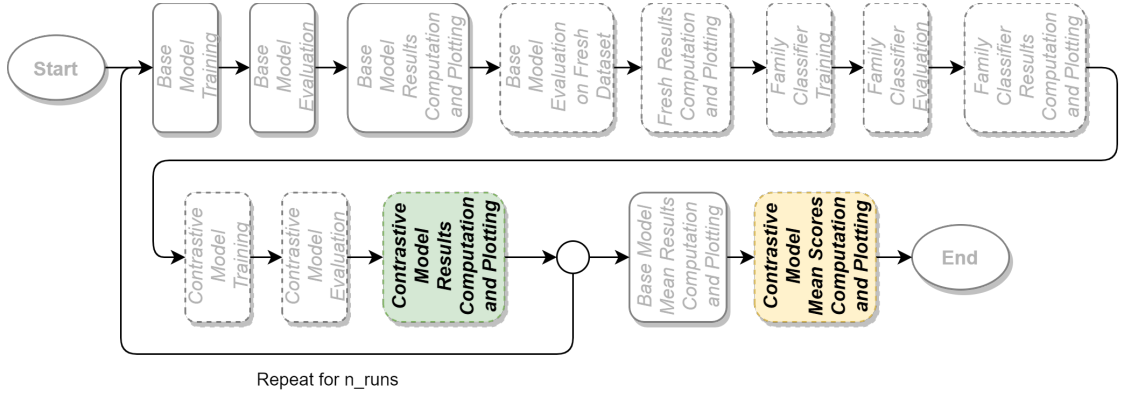 Start
Base
Model
Training
Base
Model
Evaluation
Base
Model
Results
Computation
and Plotting
Base
Model
Evaluation
on Fresh
Dataset
Fresh Results
Computation
and Plotting
Family
Classifier
Training
Family
Classifier
Evaluation
Family
Classifier
Results
Computation
and Plotting
Contrastive
Model
Training
Contrastive
Model
Evaluation
Contrastive
Model
Results
Computation
and Plotting
Base Model
Mean Results
Computation
and Plotting
Contrastive
Model
Mean Scores
Computation
and Plotting
End
Repeat for n_runs